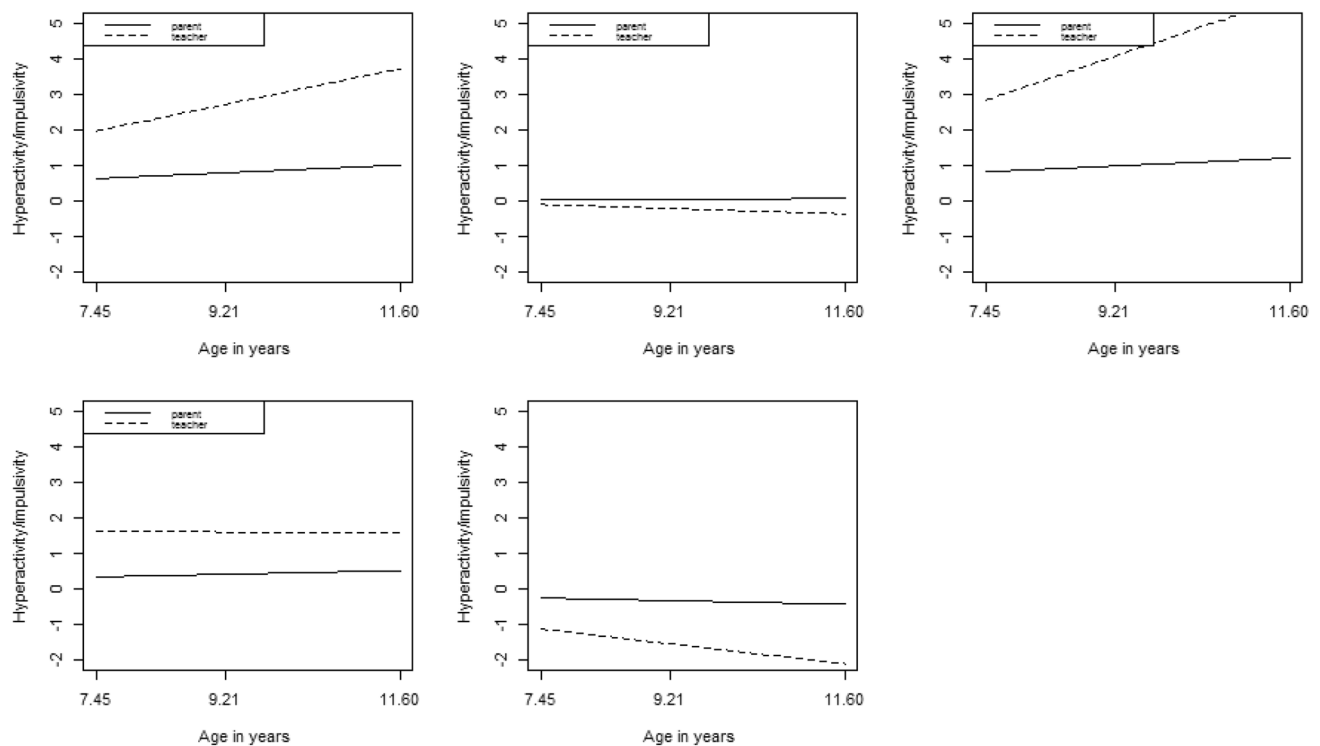 parent
teacher
Hyperactivity/impulsivity
5
4
3
2
1
0
-1
-2
7.45 9.21 11.60
Age in years
parent
teacher
Hyperactivity/impulsivity
5
4
3
2
1
0
-1
-2
7.45 9.21 11.60
Age in years
parent
teacher
Hyperactivity/impulsivity
5
4
3
2
1
0
-1
-2
7.45 9.21 11.60
Age in years
parent
teacher
Hyperactivity/impulsivity
5
4
3
2
1
0
-1
-2
7.45 9.21 11.60
Age in years
Hyperactivity/impulsivity
5
4
3
2
1
0
-1
-2
7.45 9.21 11.60
Age in years